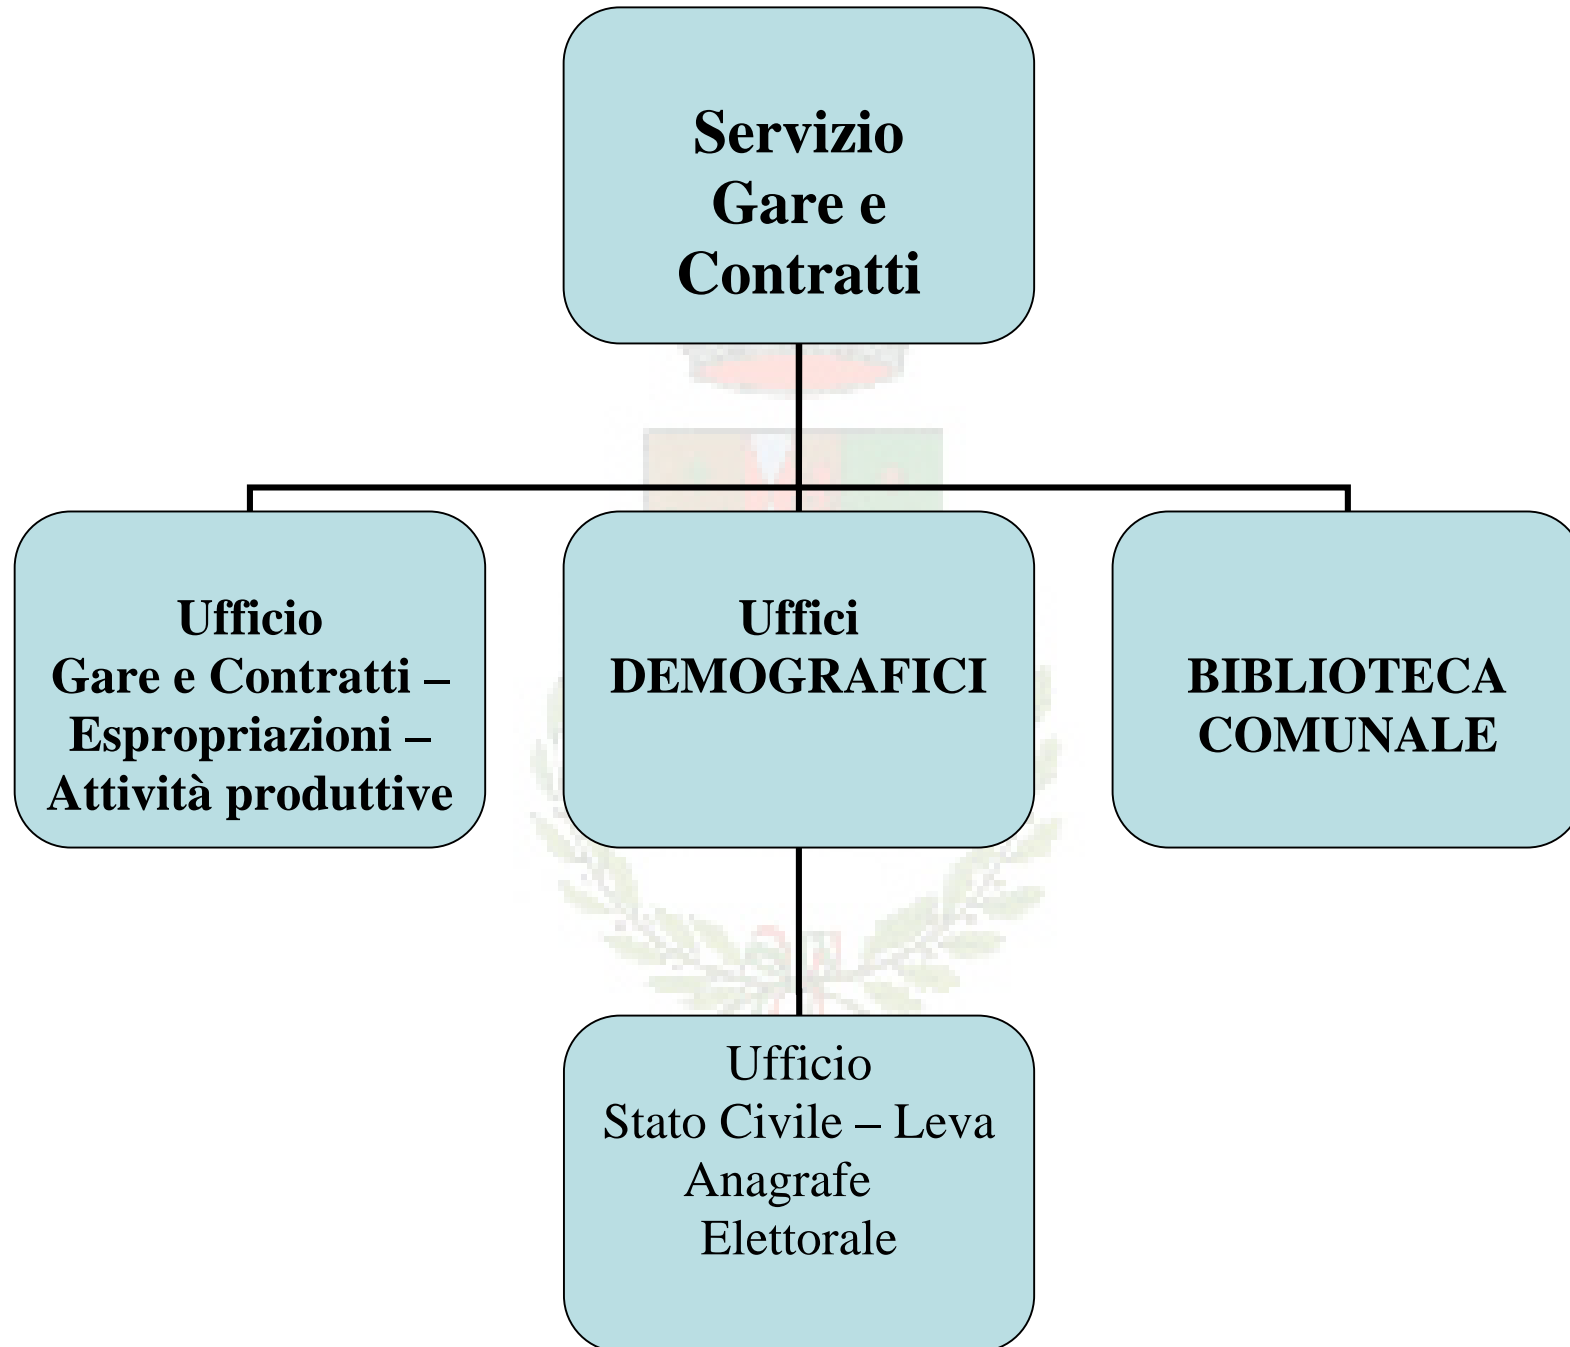 Servizio
Gare e
Contratti
Ufficio
Gare e Contratti –
Espropriazioni –
Attività produttive
Uffici
DEMOGRAFICI
BIBLIOTECA
COMUNALE
Ufficio
Stato Civile – Leva
Anagrafe
Elettorale